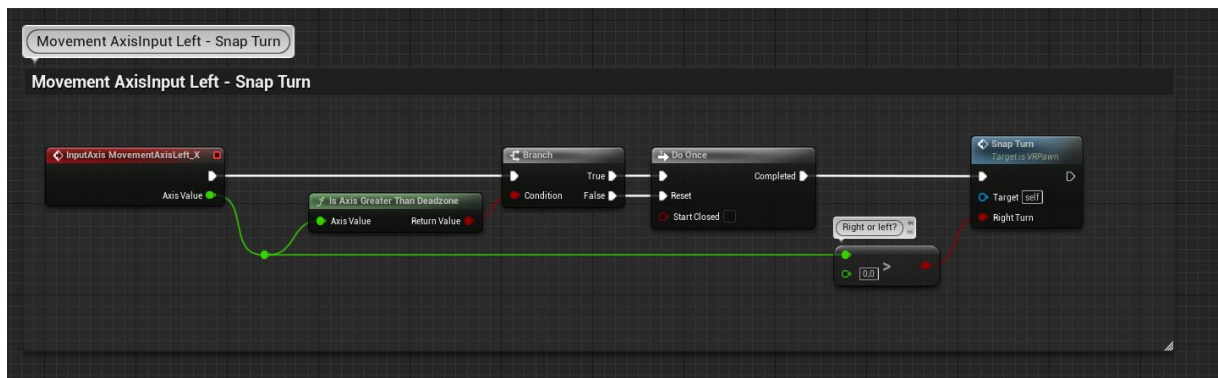 Movement AxisInput Left - Snap Turn
Movement AxisInput Left - Snap Turn
InputAxis MovementAxisLeft_X
Axis Value
f Is Axis Greater Than Deadzone
Axis Value Return Value
Branch
True
Condition False
Do Once
Completed
Reset
Start Closed
Right or left?
0,0 >
Snap Turn
Target is VRPawn
Target self
Right Turn